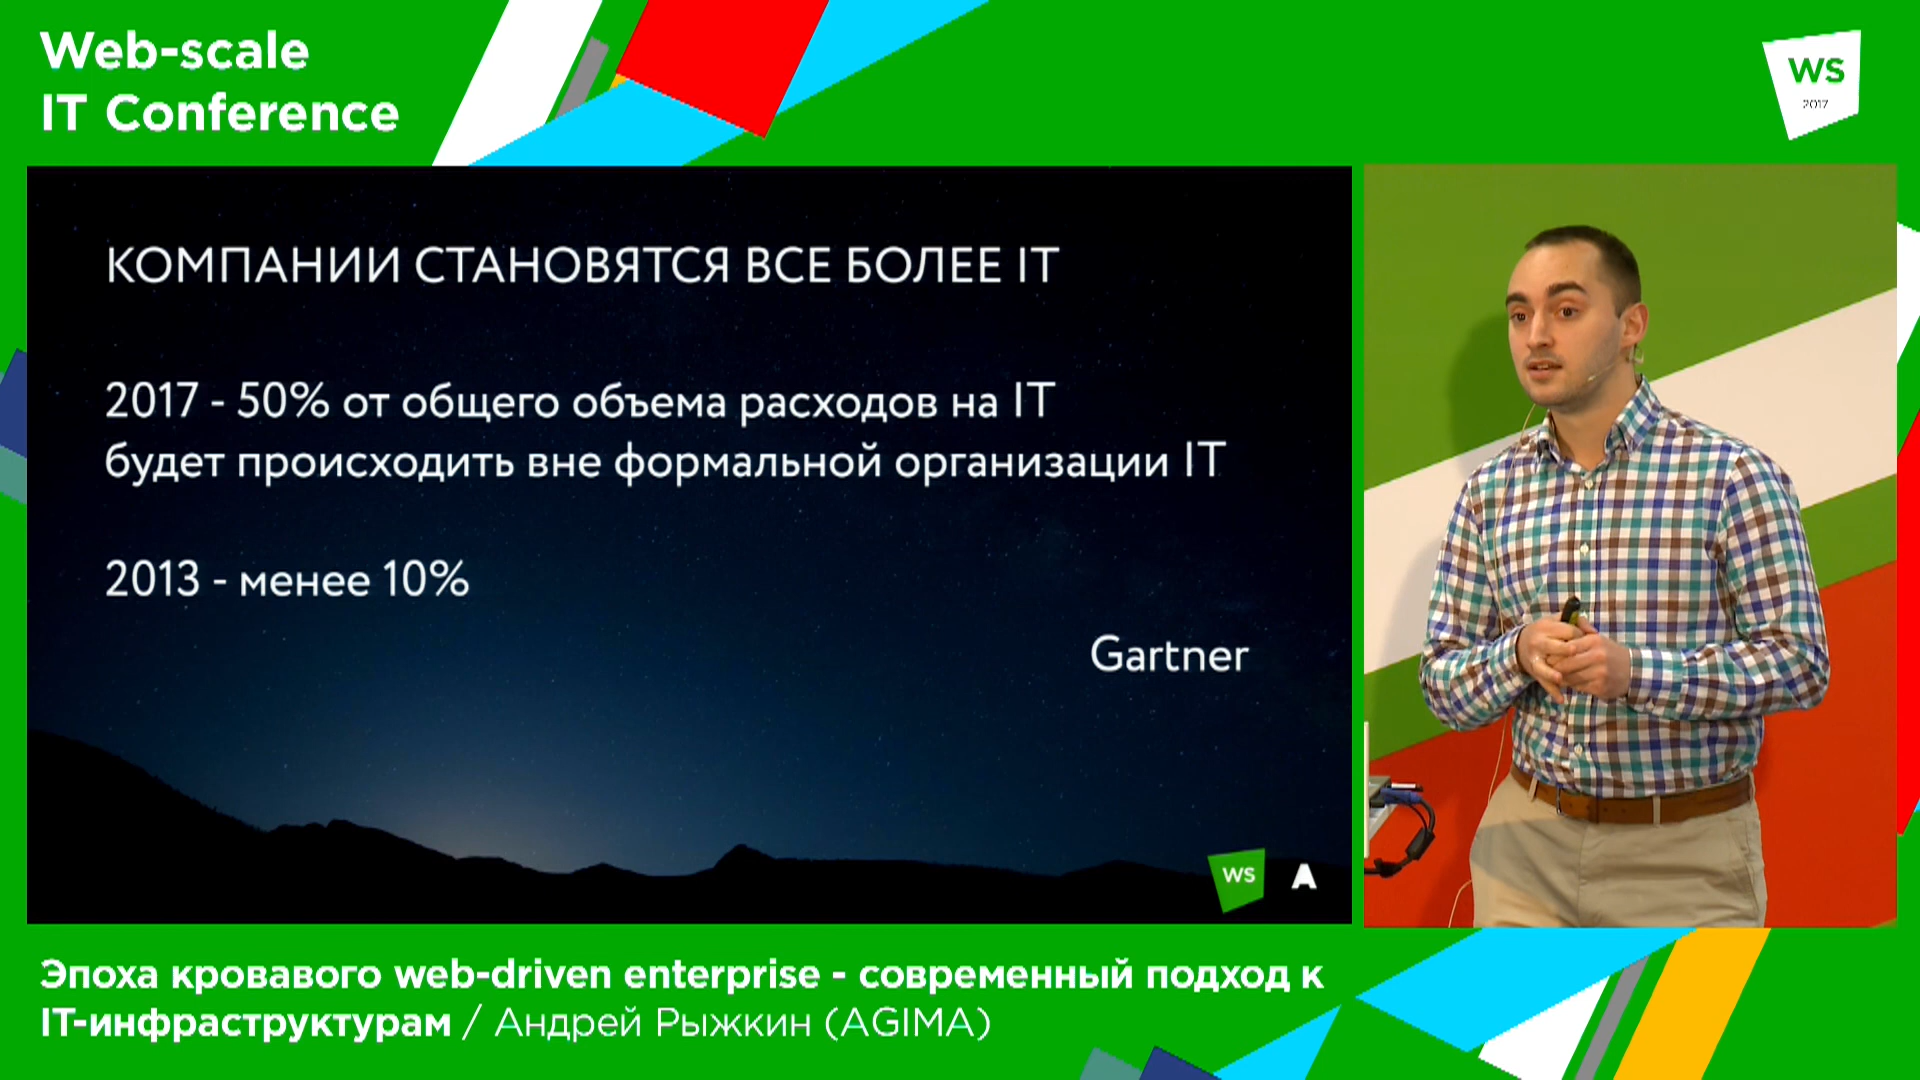 Web-scale
IT Conference
WS
2017
КОМПАНИИ СТАНОВЯТСЯ ВСЕ БОЛЕЕ IT
2017 - 50% от общего объема расходов на IT
будет происходить вне формальной организации IT
2013 - менее 10%
Gartner
WS
A
Эпоха кровавого web-driven enterprise - современный подход к
IT-инфраструктурам / Андрей Рыжкин (AGIMA)